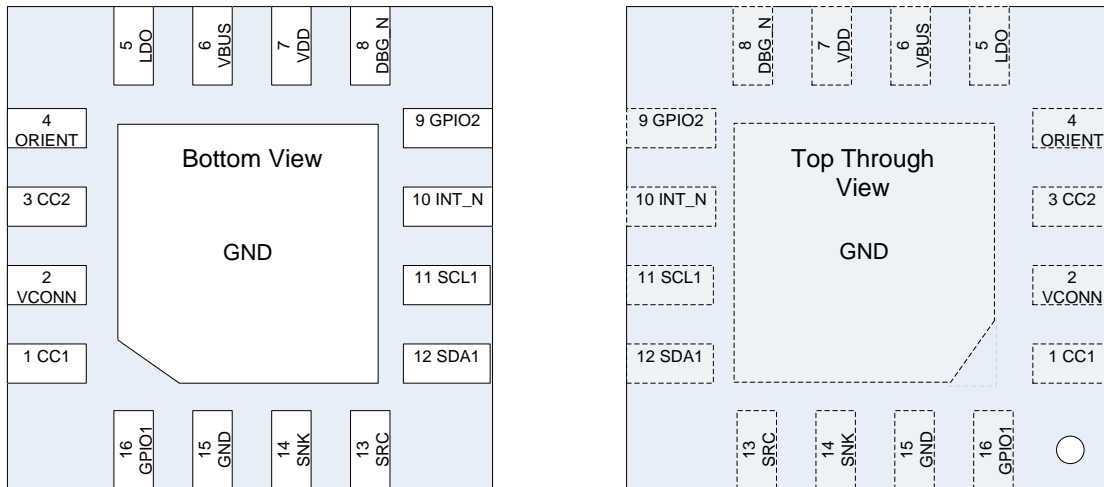 5
LDO
6
VBUS
7
VDD
8
DBG_N
4
ORIENT
3 CC2
2
VCONN
1 CC1
Bottom View
GND
9 GPIO2
10 INT_N
11 SCL1
12 SDA1
16
GPIO1
15
GND
14
SNK
13
SRC
8
DBG_N
7
VDD
6
VBUS
5
LDO
9 GPIO2
10 INT_N
11 SCL1
12 SDA1
Top Through
View
GND
4
ORIENT
3 CC2
2
VCONN
1 CC1
13
SRC
14
SNK
15
GND
16
GPIO1